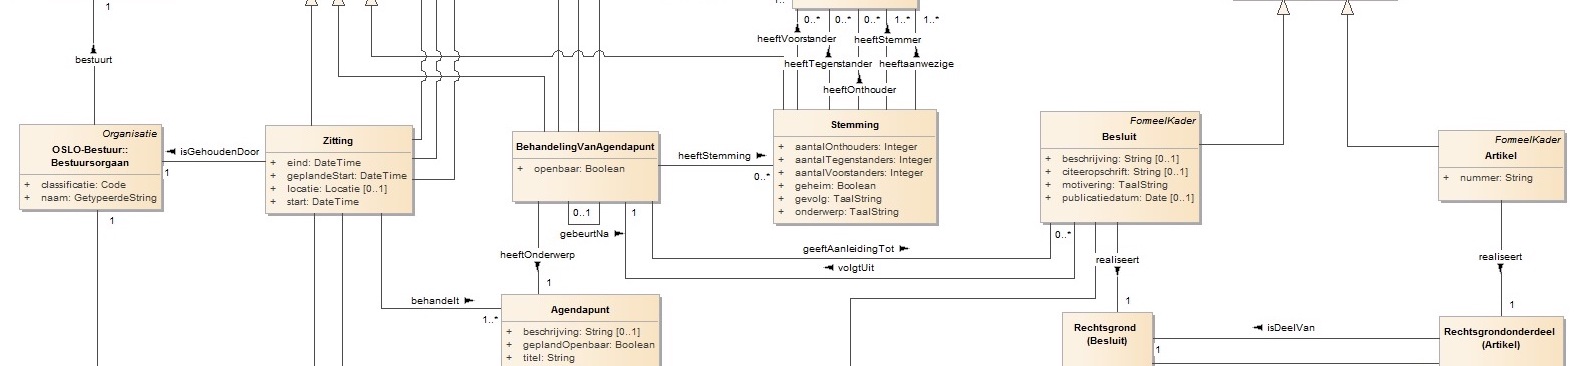 1
bestuurt
Organisatie
OSLO-Bestuur::
Bestuursorgaan
+ classificatie: Code
+ naam: GetypeerdeString
1
isGehoudenDoor
1
Zitting
+ eind: DateTime
+ geplandeStart: DateTime
+ locatie: Locatie [0..1]
+ start: DateTime
behandelt
1..*
BehandelingVanAgendapunt
+ openbaar: Boolean
0..1
gebeurtNa
1
heeftOnderwerp
1
Agendapunt
+ beschrijving: String [0..1]
+ geplandOpenbaar: Boolean
+ titel: String
heeftStemming
0..*
0..* 0..* 0..* 1..* 1..*
heeftVoorstander heeftStemmer
heeftTegenstander heeftaanwezige
heeftOnthouder
Stemming
+ aantalOnthouders: Integer
+ aantalTegenstanders: Integer
+ aantalVoorstanders: Integer
+ geheim: Boolean
+ gevolg: TaalString
+ onderwerp: TaalString
geeftAanleidingTot
0..*
volgtUit
FormeelKader
Besluit
+ beschrijving: String [0..1]
+ citeeropschrift: String [0..1]
+ motivering: TaalString
+ publicatiedatum: Date [0..1]
realiseert
1
Rechtsgrond
(Besluit)
1
isDeelVan
FormeelKader
Artikel
+ nummer: String
realiseert
1
Rechtsgrondonderdeel
(Artikel)